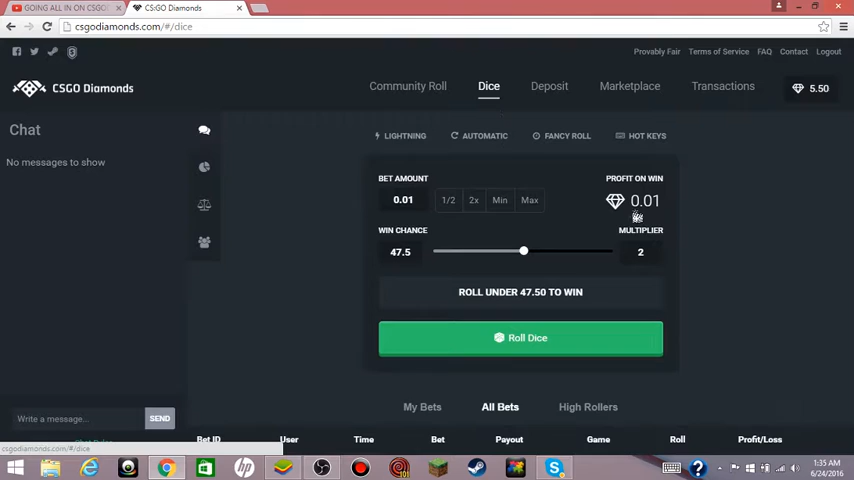 GOING ALL IN ON CSGO
CS:GO Diamonds
csgodiamonds.com/#/dice
Provably Fair
Terms of Service
FAQ
Contact
Logout
CSGO Diamonds
Community Roll
Dice
Deposit
Marketplace
Transactions
5.50
Chat
No messages to show
LIGHTNING
AUTOMATIC
FANCY ROLL
HOT KEYS
BET AMOUNT
PROFIT ON WIN
0.01
1/2
2x
Min
Max
0.01
WIN CHANCE
MULTIPLIER
47.5
2
ROLL UNDER 47.50 TO WIN
Roll Dice
My Bets
All Bets
High Rollers
Write a message...
SEND
Bet ID
User
Time
Bet
Payout
Game
Roll
Profit/Loss
csgodiamonds.com/#/dice
1:35 AM
6/24/2016